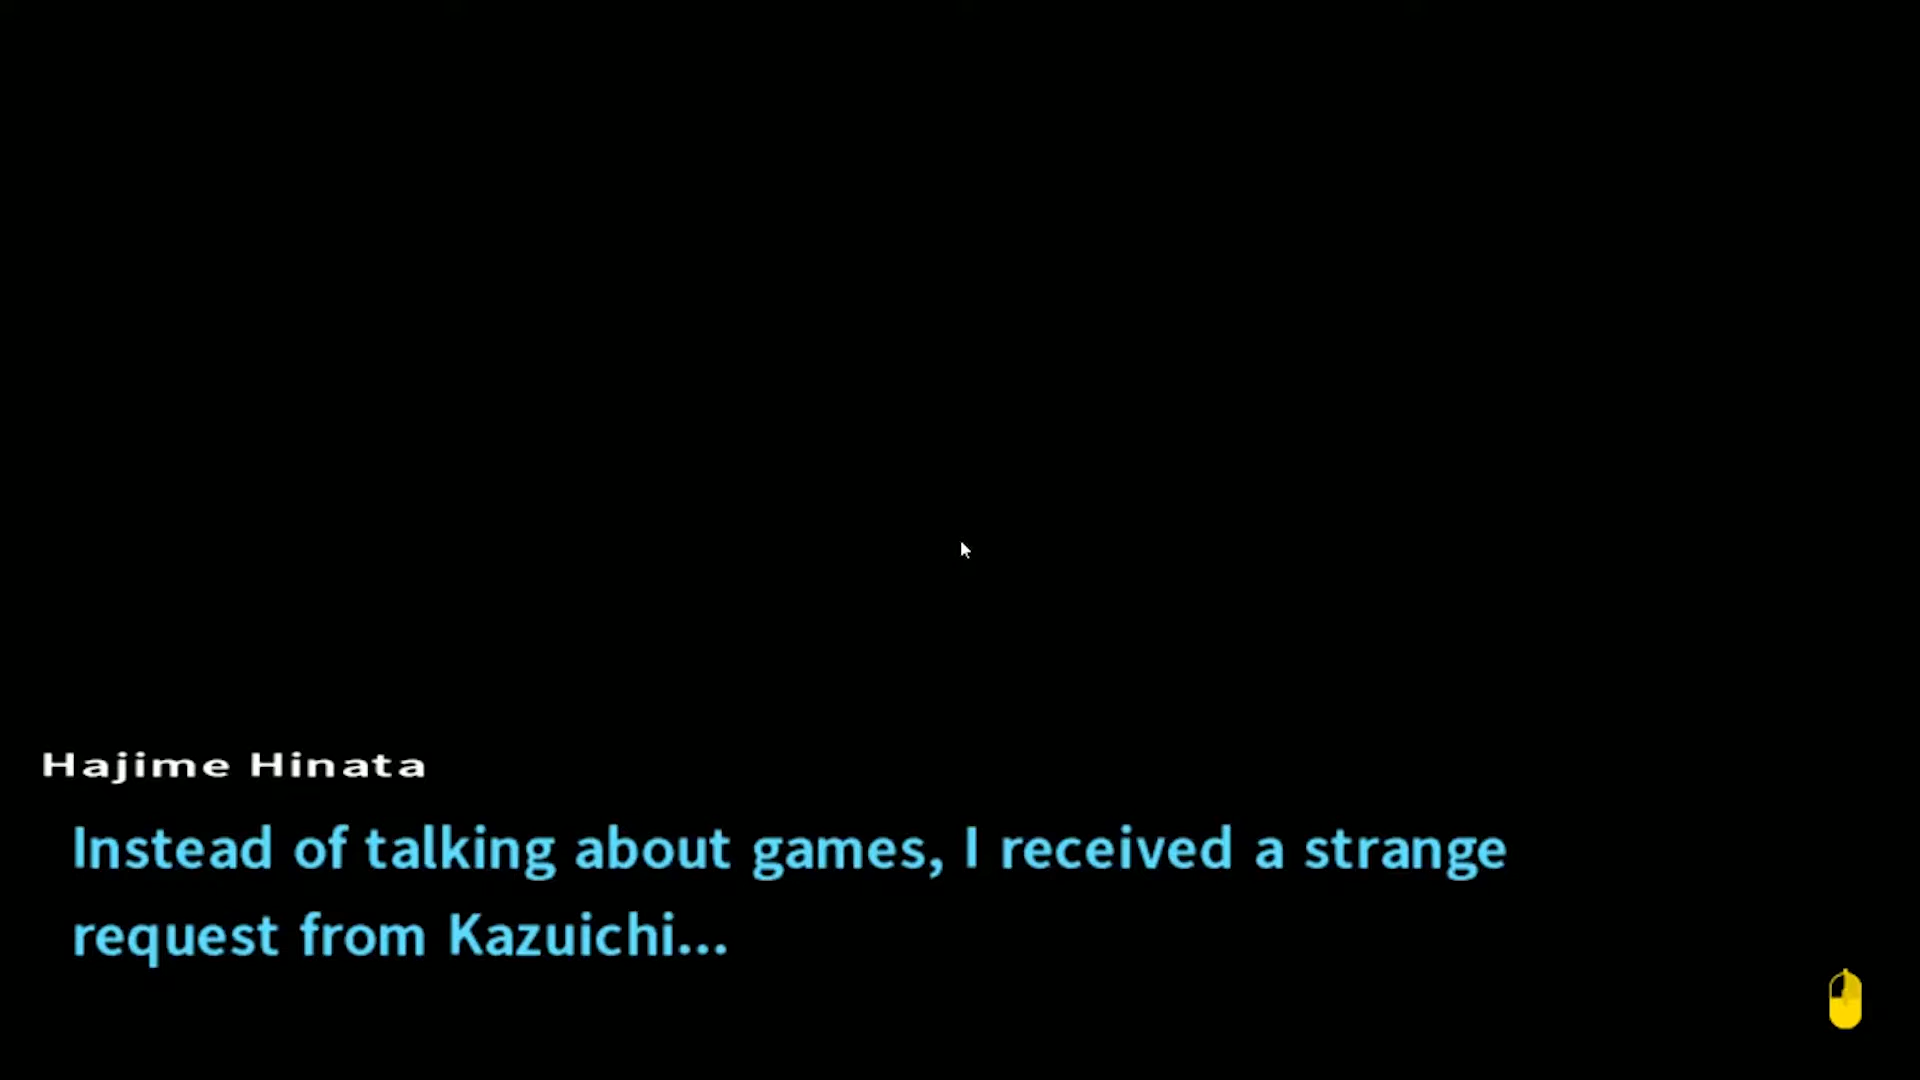 Hajime Hinata
Instead of talking about games, I received a strange
request from Kazuichi...